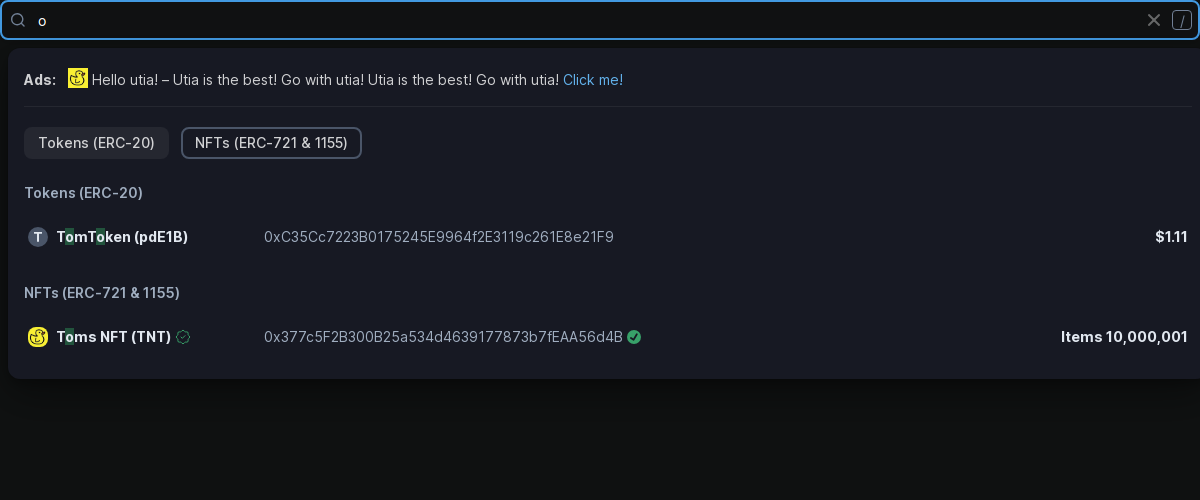 o /
Ads: Hello utia! – Utia is the best! Go with utia! Utia is the best! Go with utia! Click me!
Tokens (ERC-20) NFTs (ERC-721 & 1155)
Tokens (ERC-20)
T TomToken (pdE1B) 0xC35Cc7223B0175245E9964f2E3119c261E8e21F9 $1.11
NFTs (ERC-721 & 1155)
Toms NFT (TNT) 0x377c5F2B300B25a534d4639177873b7fEAA56d4B Items 10,000,001